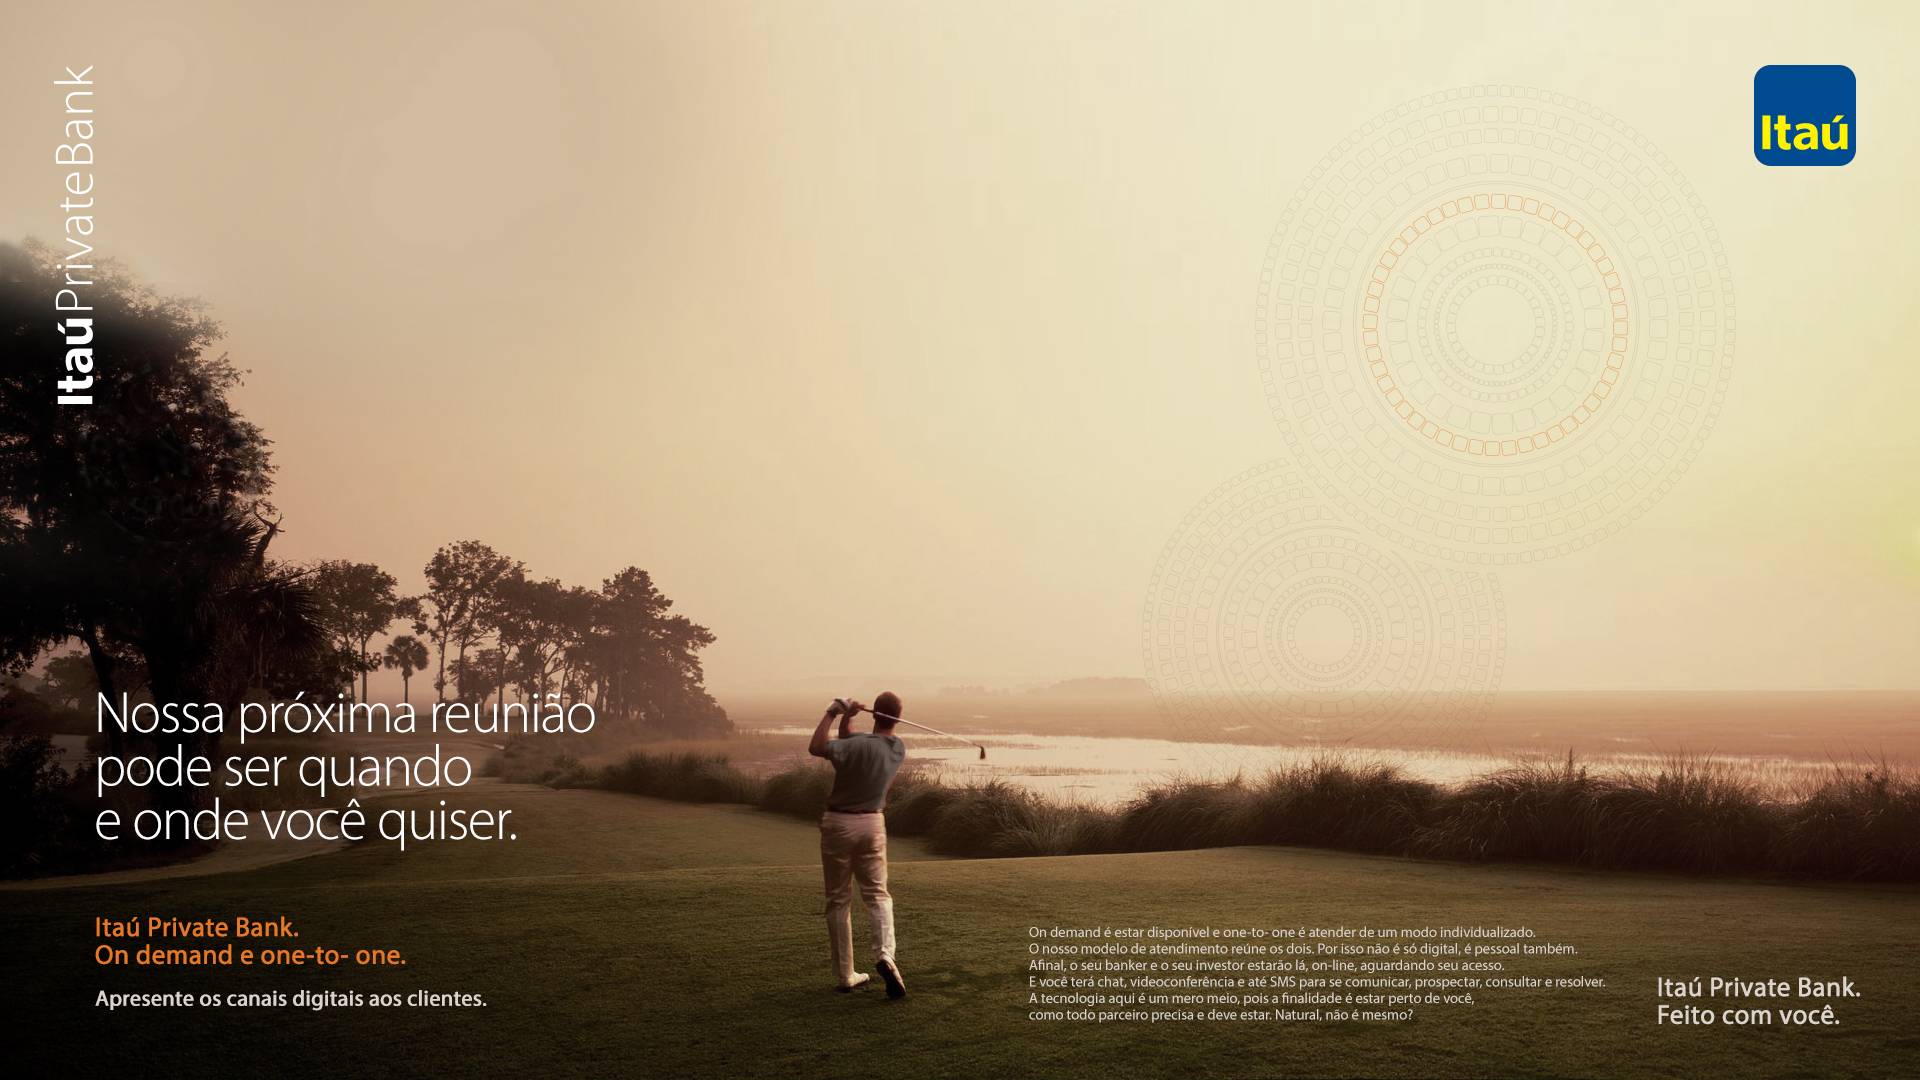 Itaú Private Bank
Itaú
Nossa próxima reunião
pode ser quando
e onde você quiser.
Itaú Private Bank.
On demand e one-to- one.
Apresente os canais digitais aos clientes.
On demand é estar disponível e one-to- one é atender de um modo individualizado.
O nosso modelo de atendimento reúne os dois. Por isso não é só digital, é pessoal também.
Afinal, o seu banker e o seu investor estarão lá, on-line, aguardando seu acesso.
E você terá chat, videoconferência e até SMS para se comunicar, prospectar, consultar e resolver.
A tecnologia aqui é um mero meio, pois a finalidade é estar perto de você,
como todo parceiro precisa e deve estar. Natural, não é mesmo?
Itaú Private Bank.
Feito com você.